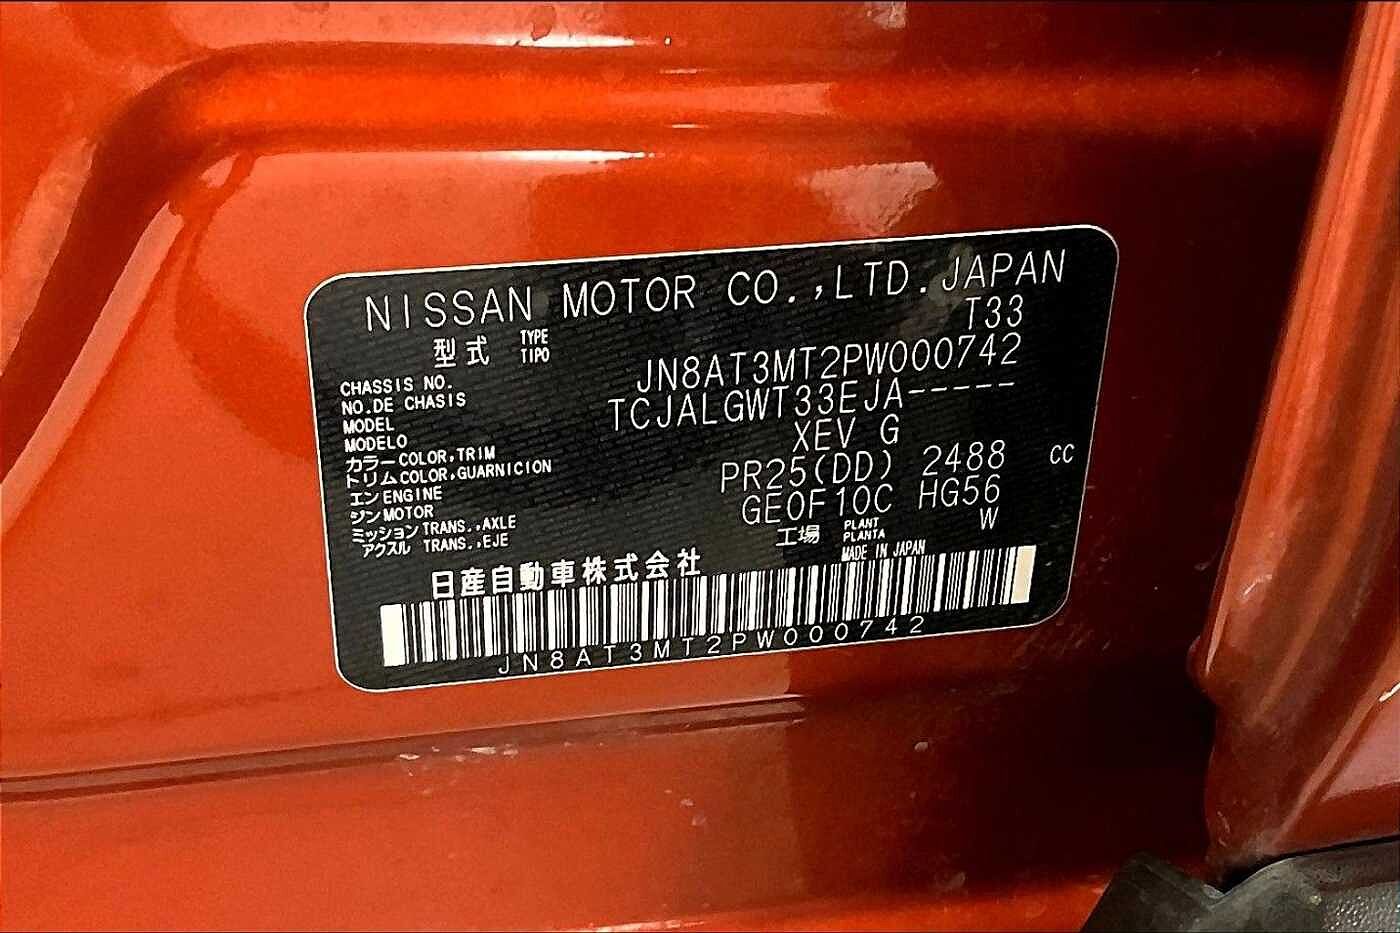 NISSAN MOTOR CO.,LTD.JAPAN
型式 TYPE TIPO T33
CHASSIS NO.
NO.DE CHASIS JN8AT3MT2PW000742
MODEL
MODELO TCJALGWT33EJA-----
カラー COLOR,TRIM
トリム COLOR,GUARNICION XEV G
エン ENGINE
ジン MOTOR PR25(DD) 2488 CC
ミッション TRANS.,AXLE
アクスル TRANS.,EJE GE0F10C HG56
工場 PLANT PLANTA W
MADE IN JAPAN
日産自動車株式会社
JN8AT3MT2PW000742